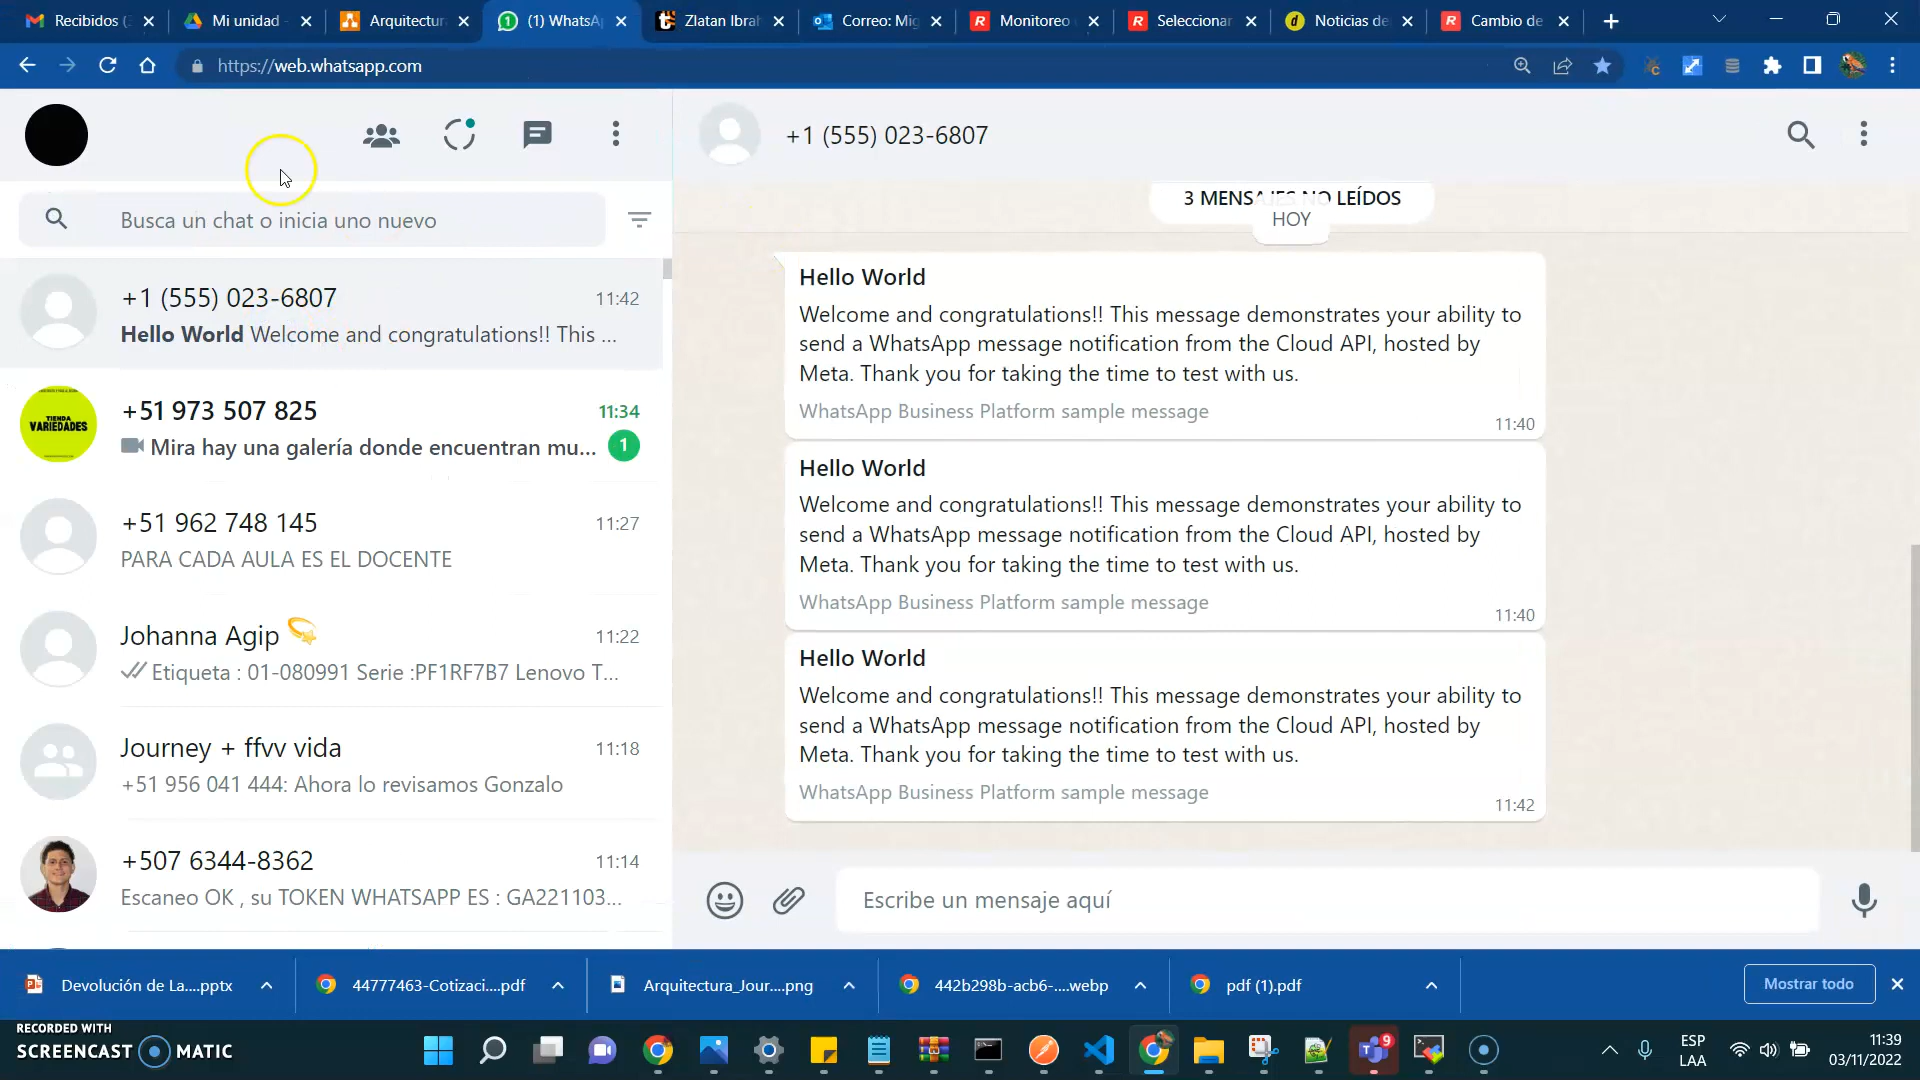 Recibidos (
Mi unidad -
Arquitectur
(1) WhatsA
Zlatan Ibrah
Correo: Mig
Monitoreo
Seleccionar
Noticias de
Cambio de
https://web.whatsapp.com
+1 (555) 023-6807
Busca un chat o inicia uno nuevo
+1 (555) 023-6807
11:42
Hello World Welcome and congratulations!! This ...
TIENDA
VARIEDADES
+51 973 507 825
11:34
Mira hay una galería donde encuentran mu...
1
+51 962 748 145
11:27
PARA CADA AULA ES EL DOCENTE
Johanna Agip
11:22
Etiqueta : 01-080991 Serie :PF1RF7B7 Lenovo T...
Journey + ffvv vida
11:18
+51 956 041 444: Ahora lo revisamos Gonzalo
+507 6344-8362
11:14
Escaneo OK , su TOKEN WHATSAPP ES : GA221103...
3 MENSAJES NO LEÍDOS
HOY
Hello World
Welcome and congratulations!! This message demonstrates your ability to
send a WhatsApp message notification from the Cloud API, hosted by
Meta. Thank you for taking the time to test with us.
WhatsApp Business Platform sample message
11:40
Hello World
Welcome and congratulations!! This message demonstrates your ability to
send a WhatsApp message notification from the Cloud API, hosted by
Meta. Thank you for taking the time to test with us.
WhatsApp Business Platform sample message
11:40
Hello World
Welcome and congratulations!! This message demonstrates your ability to
send a WhatsApp message notification from the Cloud API, hosted by
Meta. Thank you for taking the time to test with us.
WhatsApp Business Platform sample message
11:42
Escribe un mensaje aquí
Devolución de La....pptx
44777463-Cotizaci....pdf
Arquitectura_Jour....png
442b298b-acb6-....webp
pdf (1).pdf
Mostrar todo
RECORDED WITH
SCREENCAST MATIC
9
ESP
LAA
11:39
03/11/2022